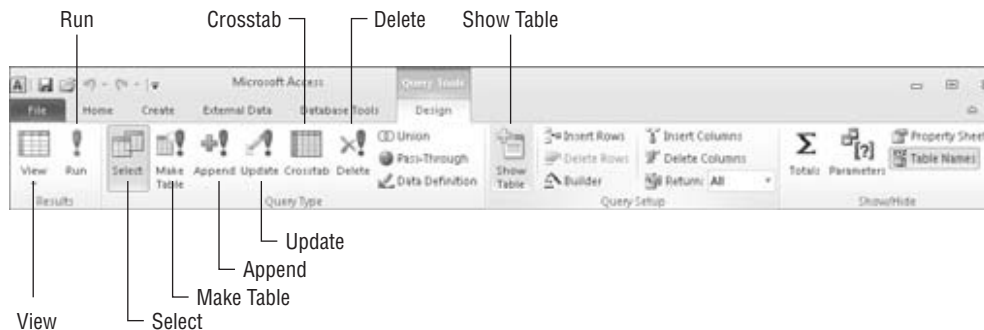 Run
Crosstab
Delete
Show Table
Microsoft Access
Query Tools
File
Home
Create
External Data
Database Tools
Design
View
Run
Select
Make Table
Append
Update
Crosstab
Delete
Union
Pass-Through
Data Definition
Show Table
Insert Rows
Delete Rows
Builder
Insert Columns
Delete Columns
Return: All
Totals
Parameters
Property Sheet
Table Names
Results
Query Type
Query Setup
Show/Hide
Update
Append
Make Table
View
Select